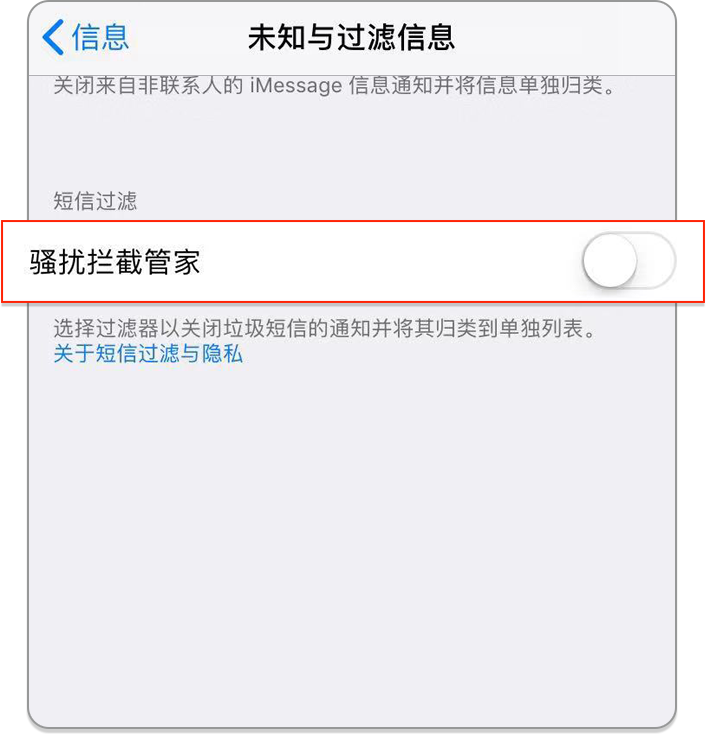 信息
未知与过滤信息
关闭来自非联系人的 iMessage 信息通知并将信息单独归类。
短信过滤
骚扰拦截管家
选择过滤器以关闭垃圾短信的通知并将其归类到单独列表。
关于短信过滤与隐私